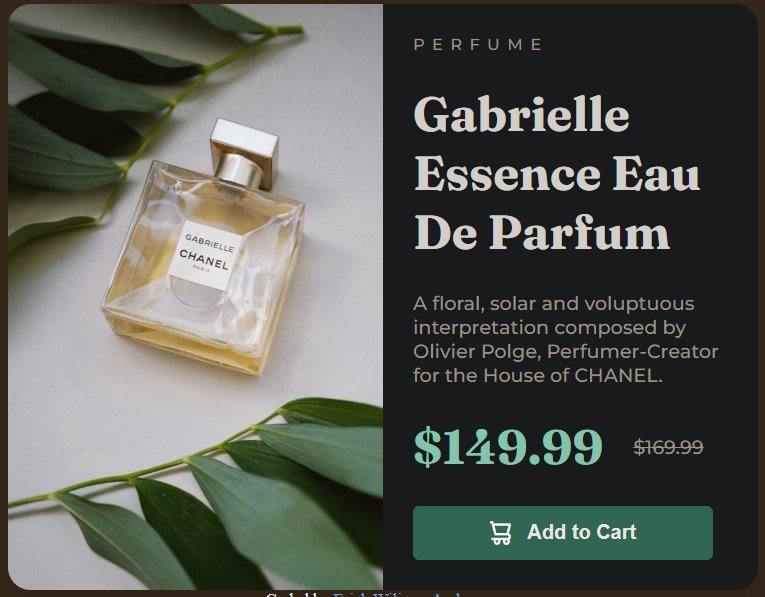 PERFUME
Gabrielle
Essence Eau
De Parfum
A floral, solar and voluptuous
interpretation composed by
Olivier Polge, Perfumer-Creator
for the House of CHANEL.
$149.99 $169.99
Add to Cart
GABRIELLE
CHANEL
PARIS